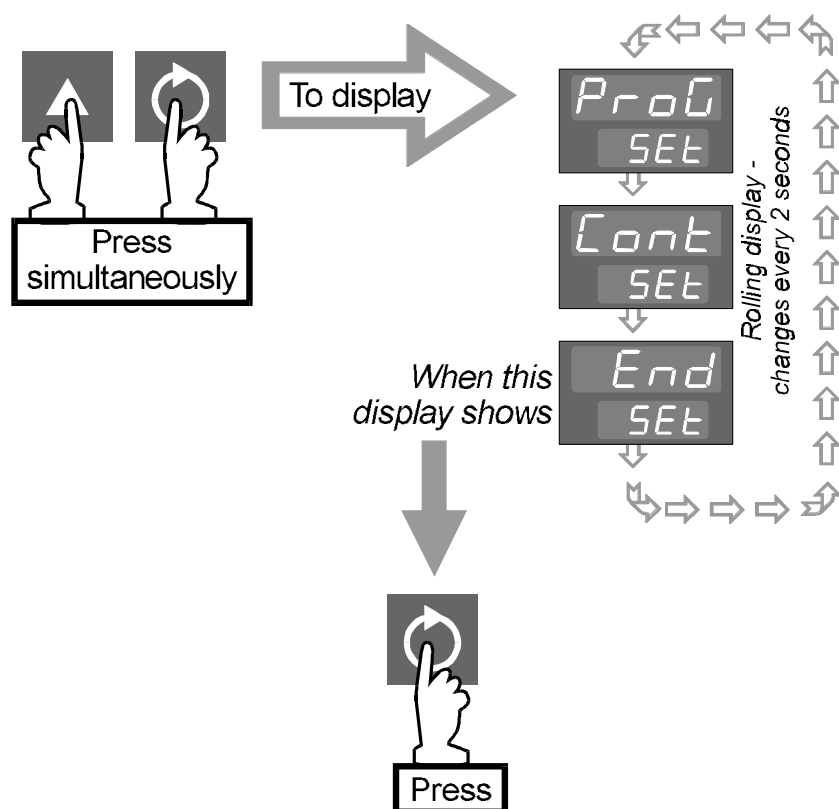 To display
ProG
SEt
Cont
SEt
End
SEt
Rolling display -
changes every 2 seconds
Press
simultaneously
When this
display shows
Press